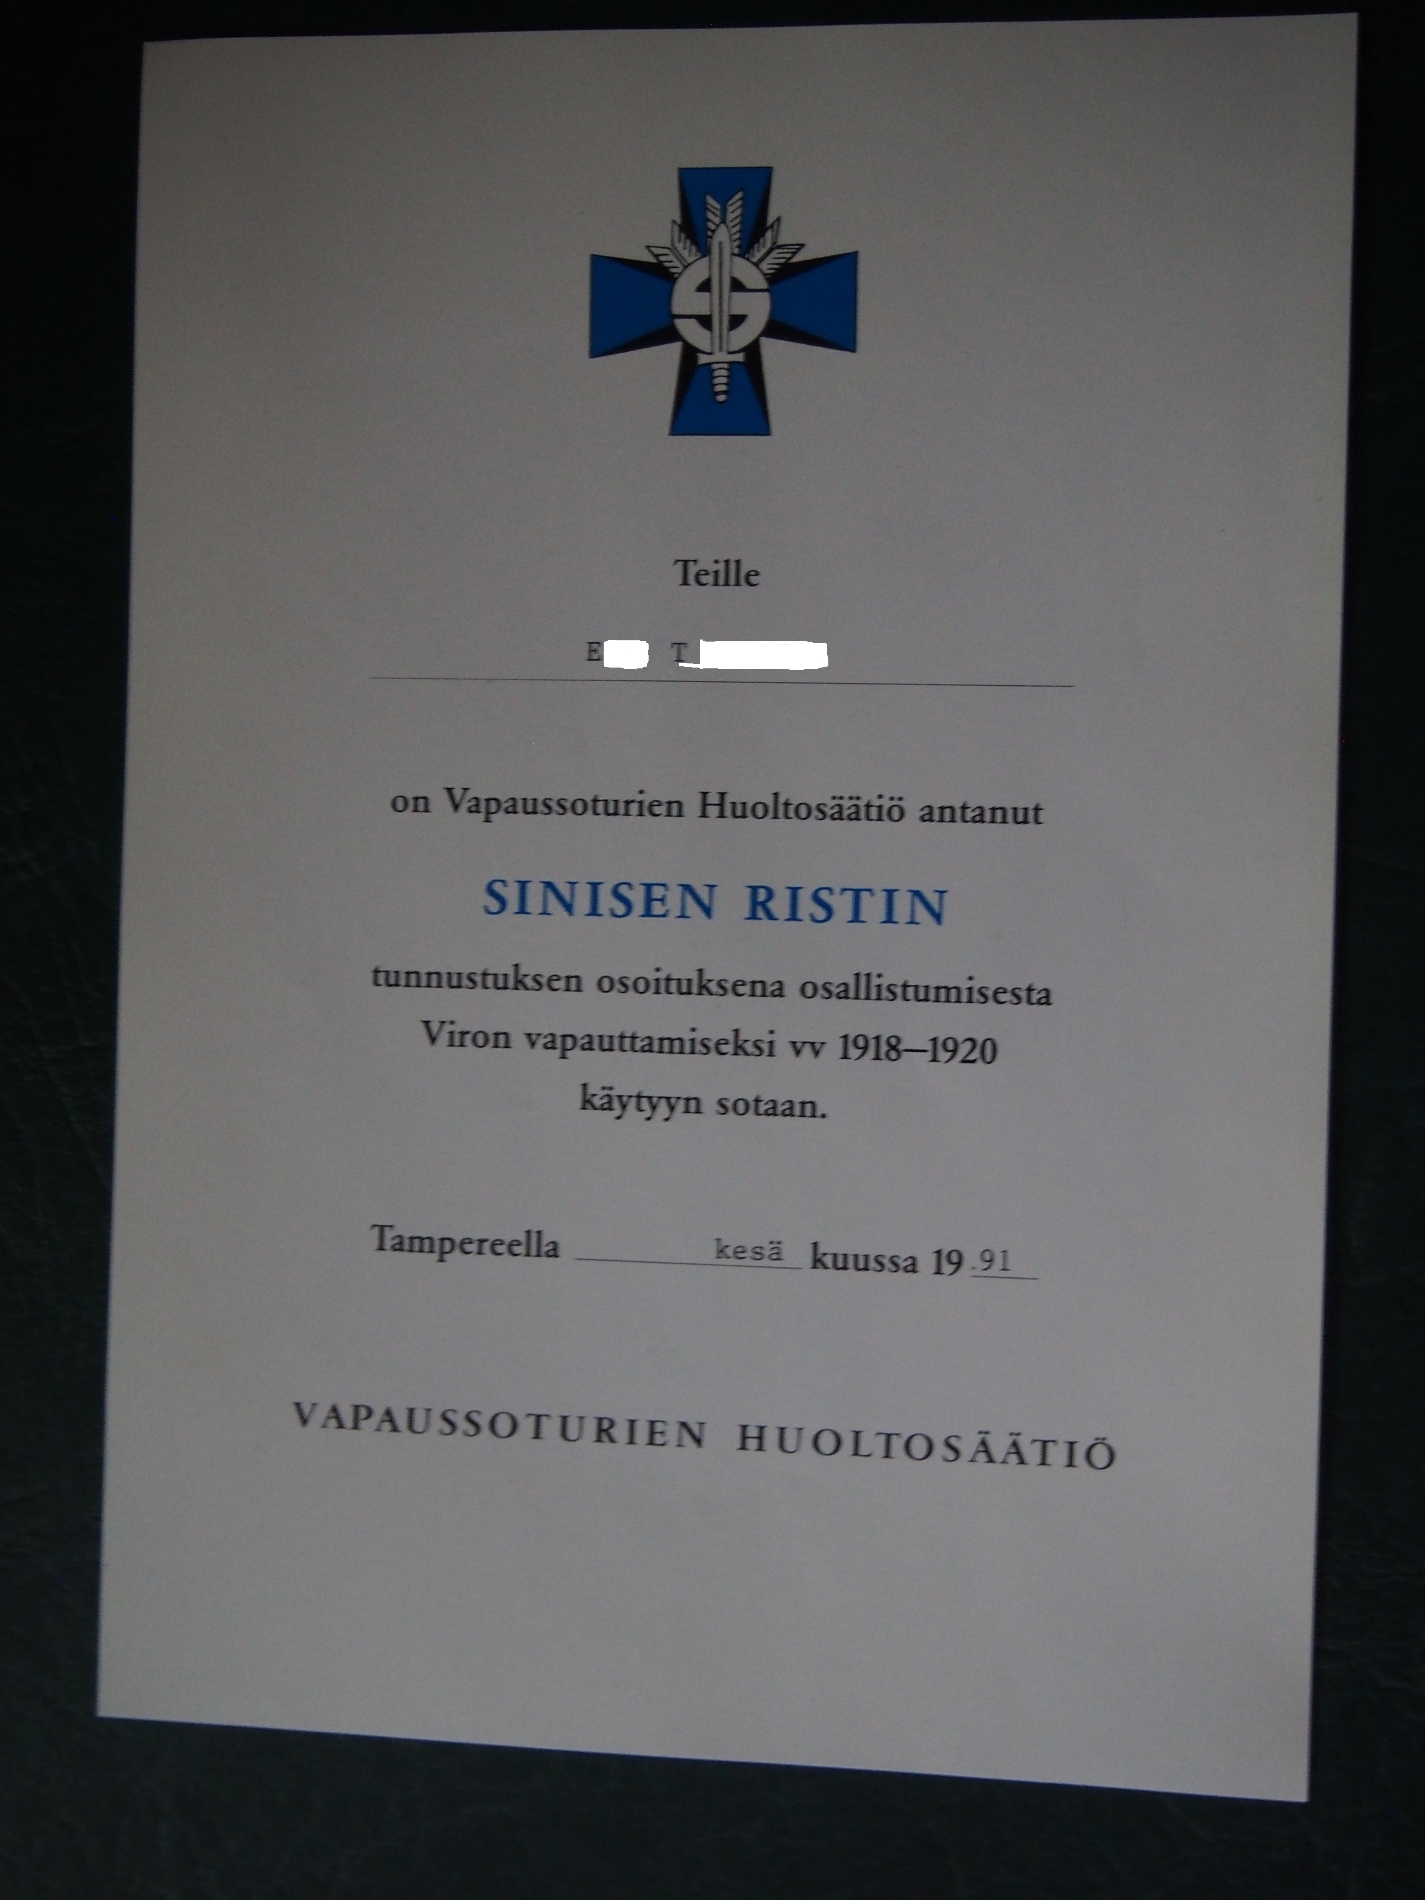 Teille
E T
on Vapaussoturien Huoltosäätiö antanut
SINISEN RISTIN
tunnustuksen osoituksena osallistumisesta
Viron vapauttamiseksi vv 1918—1920
käytyyn sotaan.
Tampereella kesä kuussa 19.91
VAPAUSSOTURIEN HUOLTOSÄÄTIÖ